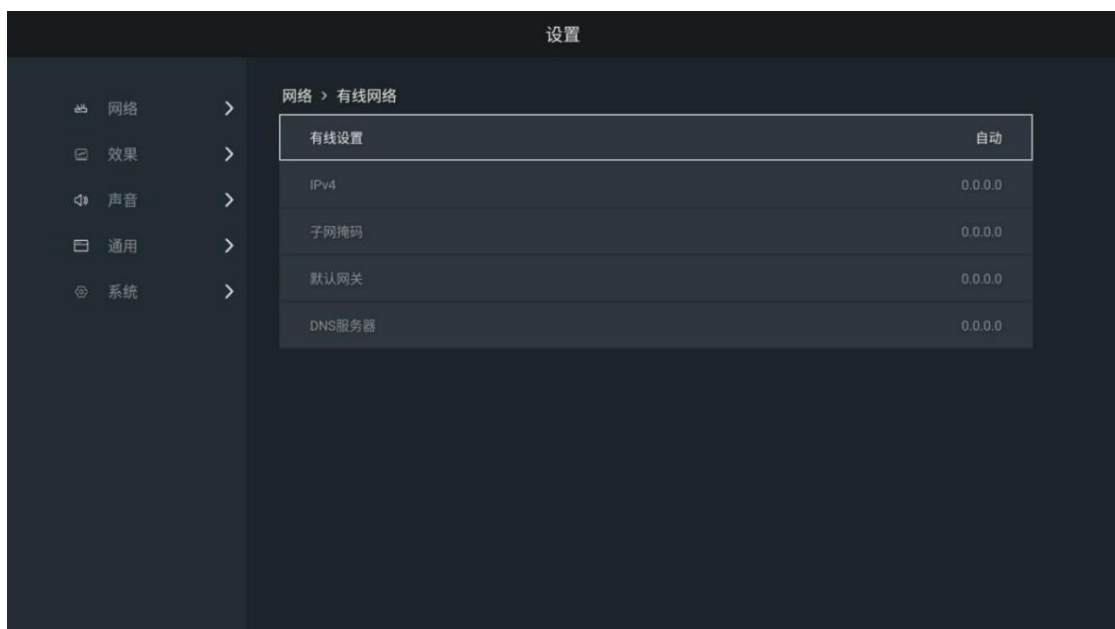 设置
网络
效果
声音
通用
系统
网络 > 有线网络
有线设置 自动
IPv4 0.0.0.0
子网掩码 0.0.0.0
默认网关 0.0.0.0
DNS服务器 0.0.0.0